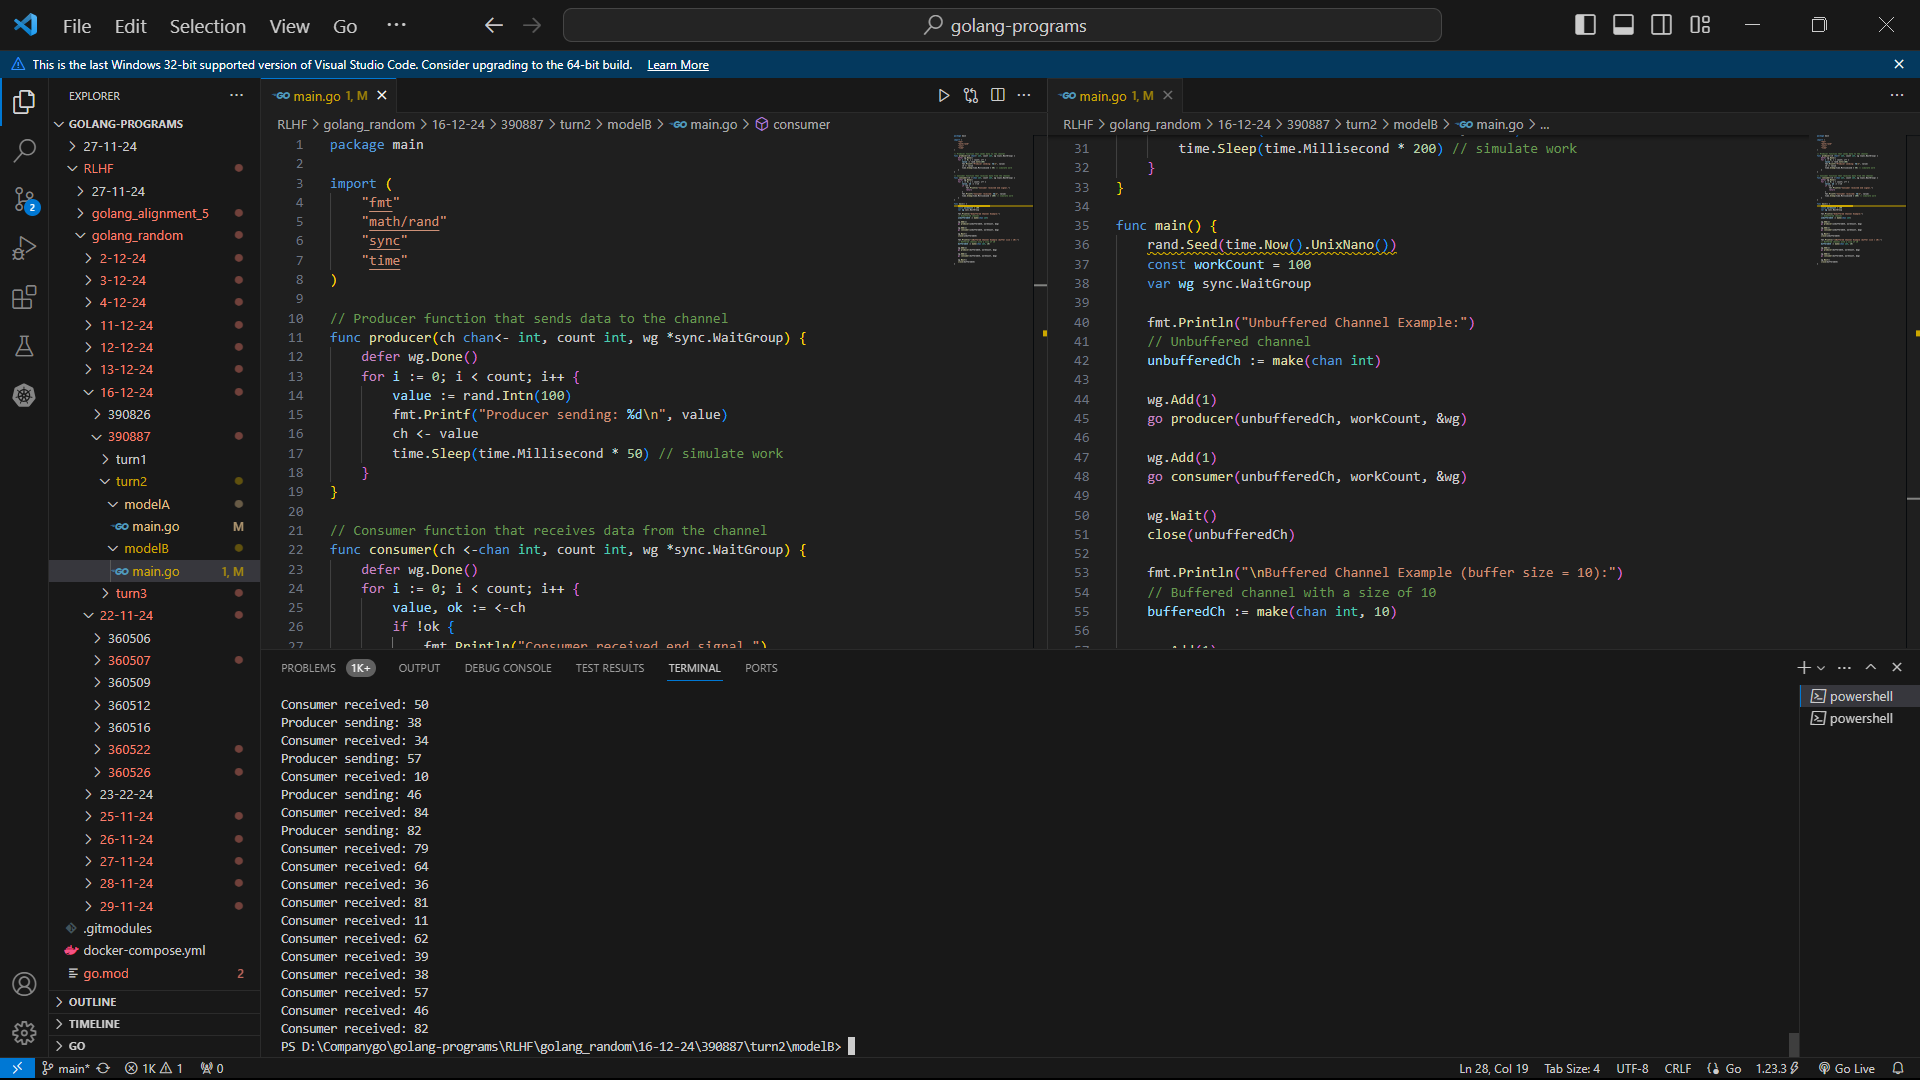 File Edit Selection View Go ···
golang-programs
This is the last Windows 32-bit supported version of Visual Studio Code. Consider upgrading to the 64-bit build. Learn More
EXPLORER
GOLANG-PROGRAMS
27-11-24
RLHF
27-11-24
golang_alignment_5
golang_random
2-12-24
3-12-24
4-12-24
11-12-24
12-12-24
13-12-24
16-12-24
390826
390887
turn1
turn2
modelA
main.go M
modelB
main.go 1, M
turn3
22-11-24
360506
360507
360509
360512
360516
360522
360526
23-22-24
25-11-24
26-11-24
27-11-24
28-11-24
29-11-24
.gitmodules
docker-compose.yml
go.mod 2
OUTLINE
TIMELINE
GO
2
main.go 1, M
RLHF > golang_random > 16-12-24 > 390887 > turn2 > modelB > main.go > consumer
1 package main
2
3 import (
4 "fmt"
5 "math/rand"
6 "sync"
7 "time"
8 )
9
10 // Producer function that sends data to the channel
11 func producer(ch chan<- int, count int, wg *sync.WaitGroup) {
12 defer wg.Done()
13 for i := 0; i < count; i++ {
14 value := rand.Intn(100)
15 fmt.Printf("Producer sending: %d\n", value)
16 ch <- value
17 time.Sleep(time.Millisecond * 50) // simulate work
18 }
19 }
20
21 // Consumer function that receives data from the channel
22 func consumer(ch <-chan int, count int, wg *sync.WaitGroup) {
23 defer wg.Done()
24 for i := 0; i < count; i++ {
25 value, ok := <-ch
26 if !ok {
27 fmt.Println("Consumer received end signal.")
main.go 1, M
RLHF > golang_random > 16-12-24 > 390887 > turn2 > modelB > main.go > ...
31 time.Sleep(time.Millisecond * 200) // simulate work
32 }
33 }
34
35 func main() {
36 rand.Seed(time.Now().UnixNano())
37 const workCount = 100
38 var wg sync.WaitGroup
39
40 fmt.Println("Unbuffered Channel Example:")
41 // Unbuffered channel
42 unbufferedCh := make(chan int)
43
44 wg.Add(1)
45 go producer(unbufferedCh, workCount, &wg)
46
47 wg.Add(1)
48 go consumer(unbufferedCh, workCount, &wg)
49
50 wg.Wait()
51 close(unbufferedCh)
52
53 fmt.Println("\nBuffered Channel Example (buffer size = 10):")
54 // Buffered channel with a size of 10
55 bufferedCh := make(chan int, 10)
56
57 wg.Add(1)
PROBLEMS 1K+ OUTPUT DEBUG CONSOLE TEST RESULTS TERMINAL PORTS
Consumer received: 50
Producer sending: 38
Consumer received: 34
Producer sending: 57
Consumer received: 10
Producer sending: 46
Consumer received: 84
Producer sending: 82
Consumer received: 79
Consumer received: 64
Consumer received: 36
Consumer received: 81
Consumer received: 11
Consumer received: 62
Consumer received: 39
Consumer received: 38
Consumer received: 57
Consumer received: 46
Consumer received: 82
PS D:\Companygo\golang-programs\RLHF\golang_random\16-12-24\390887\turn2\modelB>
powershell
powershell
main* 1K 1 0
Ln 28, Col 19 Tab Size: 4 UTF-8 CRLF Go 1.23.3 Go Live